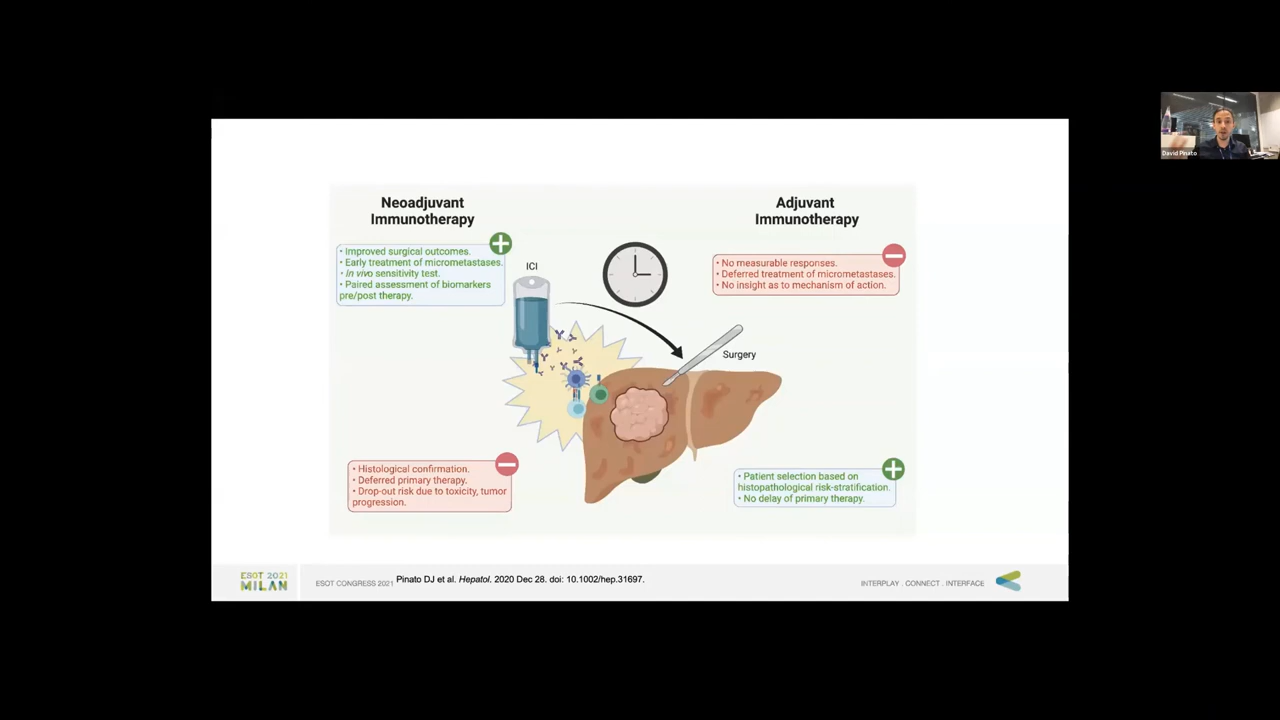 Neoadjuvant
Immunotherapy
• Improved surgical outcomes.
• Early treatment of micrometastases.
• In vivo sensitivity test.
• Paired assessment of biomarkers
pre/post therapy.
ICI
Adjuvant
Immunotherapy
• No measurable responses.
• Deferred treatment of micrometastases.
• No insight as to mechanism of action.
Surgery
• Histological confirmation.
• Deferred primary therapy.
• Drop-out risk due to toxicity, tumor
progression.
• Patient selection based on
histopathological risk-stratification.
• No delay of primary therapy.
ESOT 2021
MILAN
ESOT CONGRESS 2021 Pinato DJ et al. Hepatol. 2020 Dec 28. doi: 10.1002/hep.31697.
INTERPLAY . CONNECT . INTERFACE
David Pinato